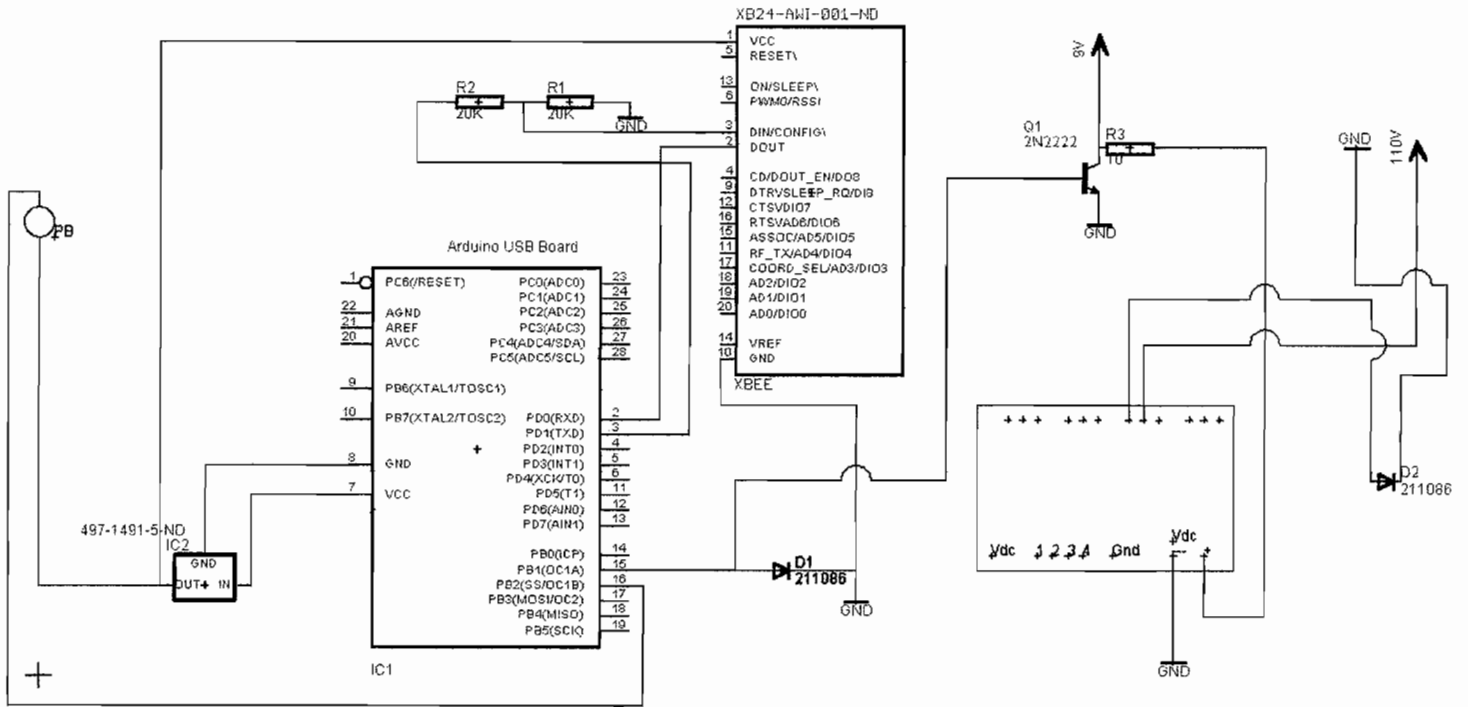 XB24-AWI-001-ND
1 VCC
5 RESET\
13 ON/SLEEP\
6 PWM0/RSSI
3 DIN/CONFIG\
2 DOUT
4 CD/DOUT_EN/DO8
9 DTR\/SLEEP_RQ/DI8
12 CTS\/DIO7
16 RTS\/AD6/DIO6
15 ASSOC/AD5/DIO5
11 RF_TX/AD4/DIO4
17 COORD_SEL/AD3/DIO3
18 AD2/DIO2
19 AD1/DIO1
20 AD0/DIO0
14 VREF
10 GND
XBEE
R2
20K
R1
20K
GND
9V
Q1
2N2222
R3
10
GND
GND
110V
PB
Arduino USB Board
1 PC6(/RESET)
22 AGND
21 AREF
20 AVCC
9 PB6(XTAL1/TOSC1)
10 PB7(XTAL2/TOSC2)
8 GND
7 VCC
PC0(ADC0) 23
PC1(ADC1) 24
PC2(ADC2) 25
PC3(ADC3) 26
PC4(ADC4/SDA) 27
PC5(ADC5/SCL) 28
PD0(RXD) 2
PD1(TXD) 3
PD2(INT0) 4
PD3(INT1) 5
PD4(XCK/T0) 6
PD5(T1) 11
PD6(AIN0) 12
PD7(AIN1) 13
PB0(ICP) 14
PB1(OC1A) 15
PB2(SS/OC1B) 16
PB3(MOSI/OC2) 17
PB4(MISO) 18
PB5(SCK) 19
IC1
497-1491-5-ND
IC2
GND
OUT IN
D1
211086
GND
D2
211086
Vdc 1 2 3 4 Gnd Vdc
- +
GND